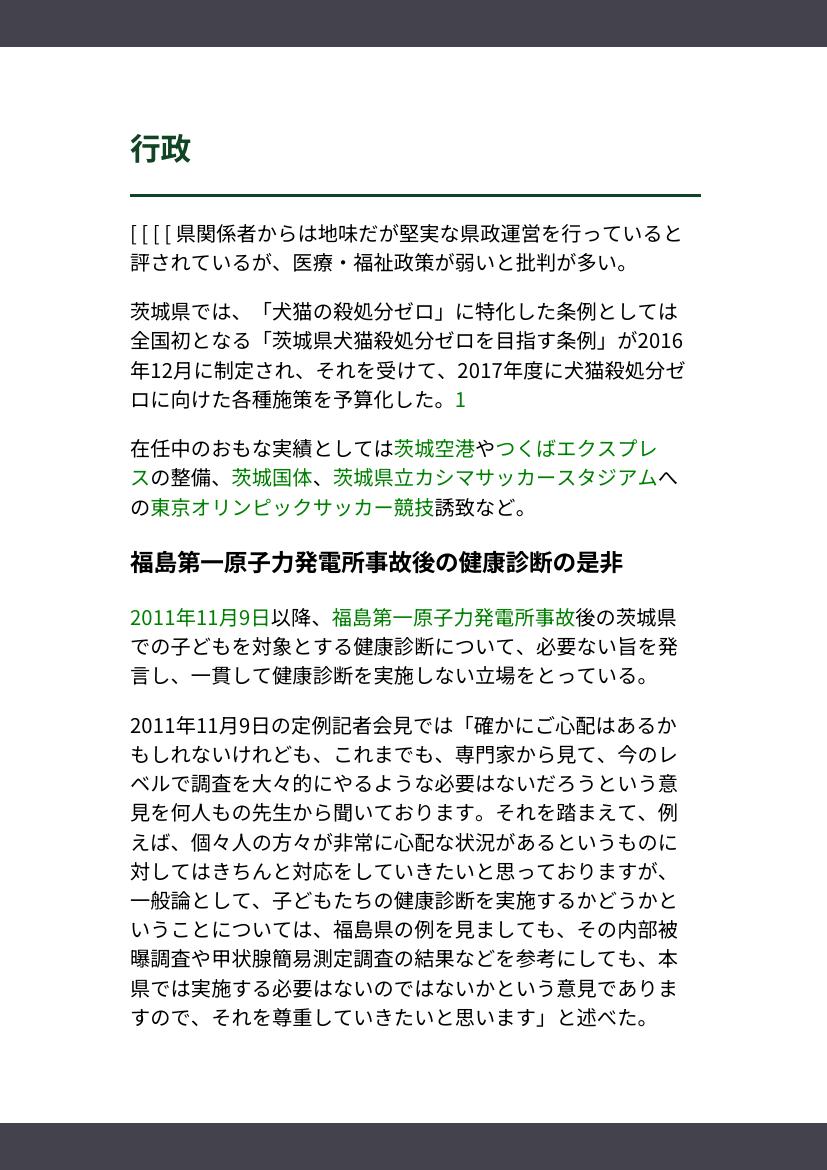 行政
[ [ [ [ 県関係者からは地味だが堅実な県政運営を行っていると
評されているが、医療・福祉政策が弱いと批判が多い。
茨城県では、「犬猫の殺処分ゼロ」に特化した条例としては
全国初となる「茨城県犬猫殺処分ゼロを目指す条例」が2016
年12月に制定され、それを受けて、2017年度に犬猫殺処分ゼ
ロに向けた各種施策を予算化した。1
在任中のおもな実績としては茨城空港やつくばエクスプレ
スの整備、茨城国体、茨城県立カシマサッカースタジアムへ
の東京オリンピックサッカー競技誘致など。
福島第一原子力発電所事故後の健康診断の是非
2011年11月9日以降、福島第一原子力発電所事故後の茨城県
での子どもを対象とする健康診断について、必要ない旨を発
言し、一貫して健康診断を実施しない立場をとっている。
2011年11月9日の定例記者会見では「確かにご心配はあるか
もしれないけれども、これまでも、専門家から見て、今のレ
ベルで調査を大々的にやるような必要はないだろうという意
見を何人もの先生から聞いております。それを踏まえて、例
えば、個々人の方々が非常に心配な状況があるというものに
対してはきちんと対応をしていきたいと思っておりますが、
一般論として、子どもたちの健康診断を実施するかどうかと
いうことについては、福島県の例を見ましても、その内部被
曝調査や甲状腺簡易測定調査の結果などを参考にしても、本
県では実施する必要はないのではないかという意見でありま
すので、それを尊重していきたいと思います」と述べた。